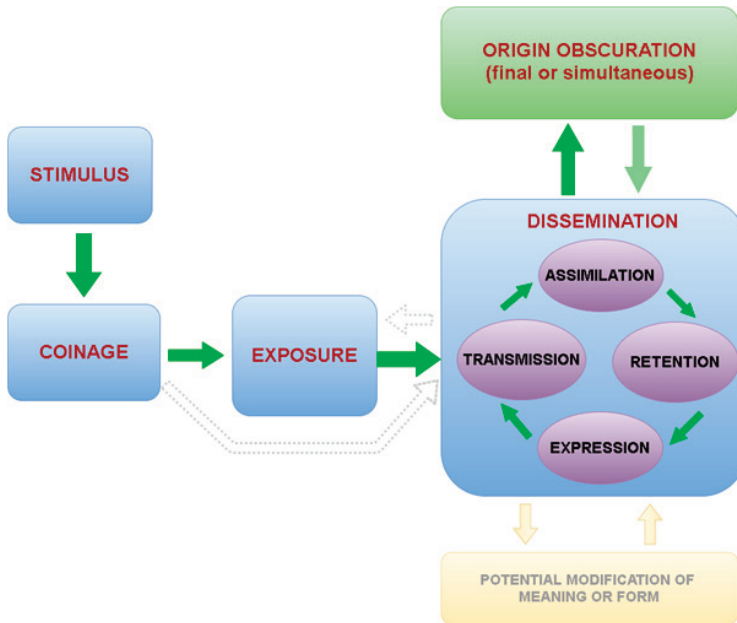 ORIGIN OBSCURATION
(final or simultaneous)
STIMULUS
DISSEMINATION
ASSIMILATION
COINAGE
EXPOSURE
TRANSMISSION
RETENTION
EXPRESSION
POTENTIAL MODIFICATION OF
MEANING OR FORM